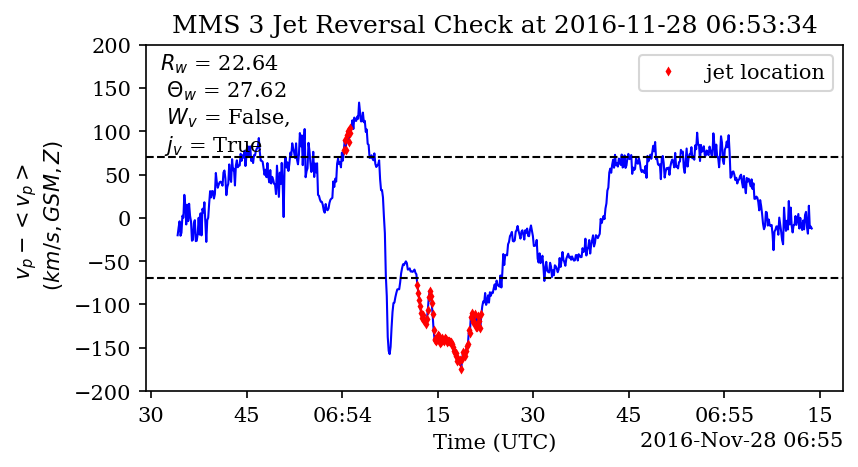 MMS 3 Jet Reversal Check at 2016-11-28 06:53:34
R_w = 22.64
Θ_w = 27.62
W_v = False,
j_v = True
jet location
v_p − < v_p >
(km/s, GSM, Z)
200
150
100
50
0
−50
−100
−150
−200
30 45 06:54 15 30 45 06:55 15
Time (UTC)
2016-Nov-28 06:55